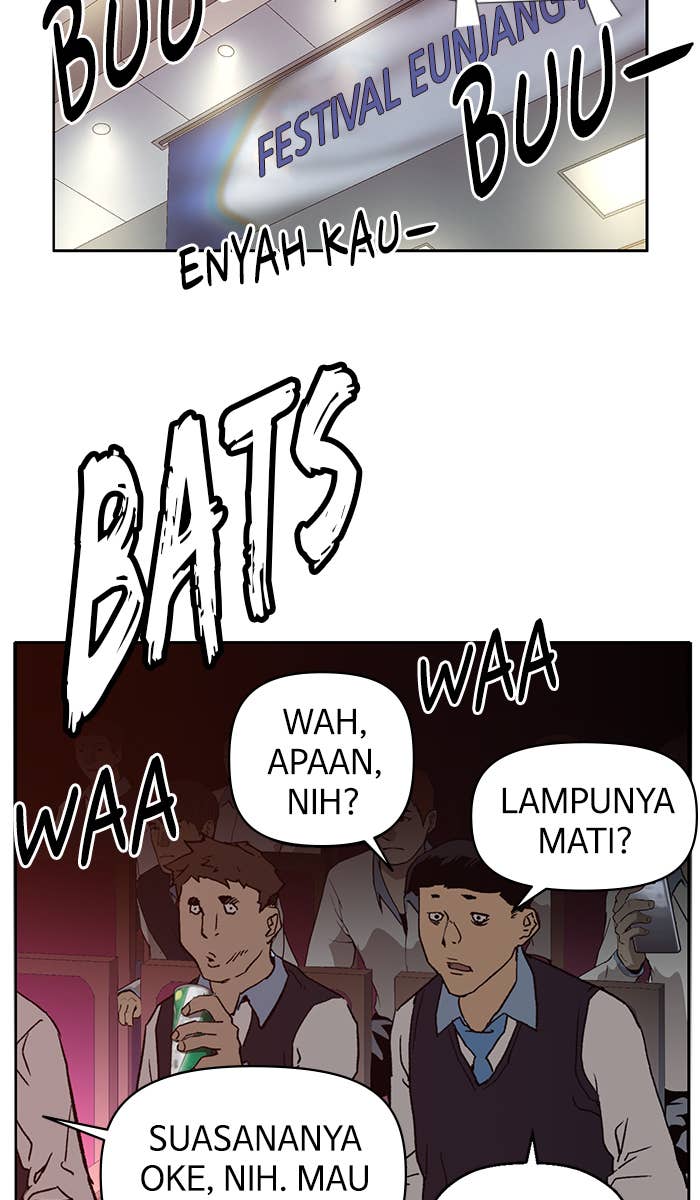 BUU–
FESTIVAL EUNJANG
BUU–
ENYAH KAU–
BATS
WAA
WAH,
APAAN,
NIH?
LAMPUNYA
MATI?
WAA
SUASANANYA
OKE, NIH. MAU